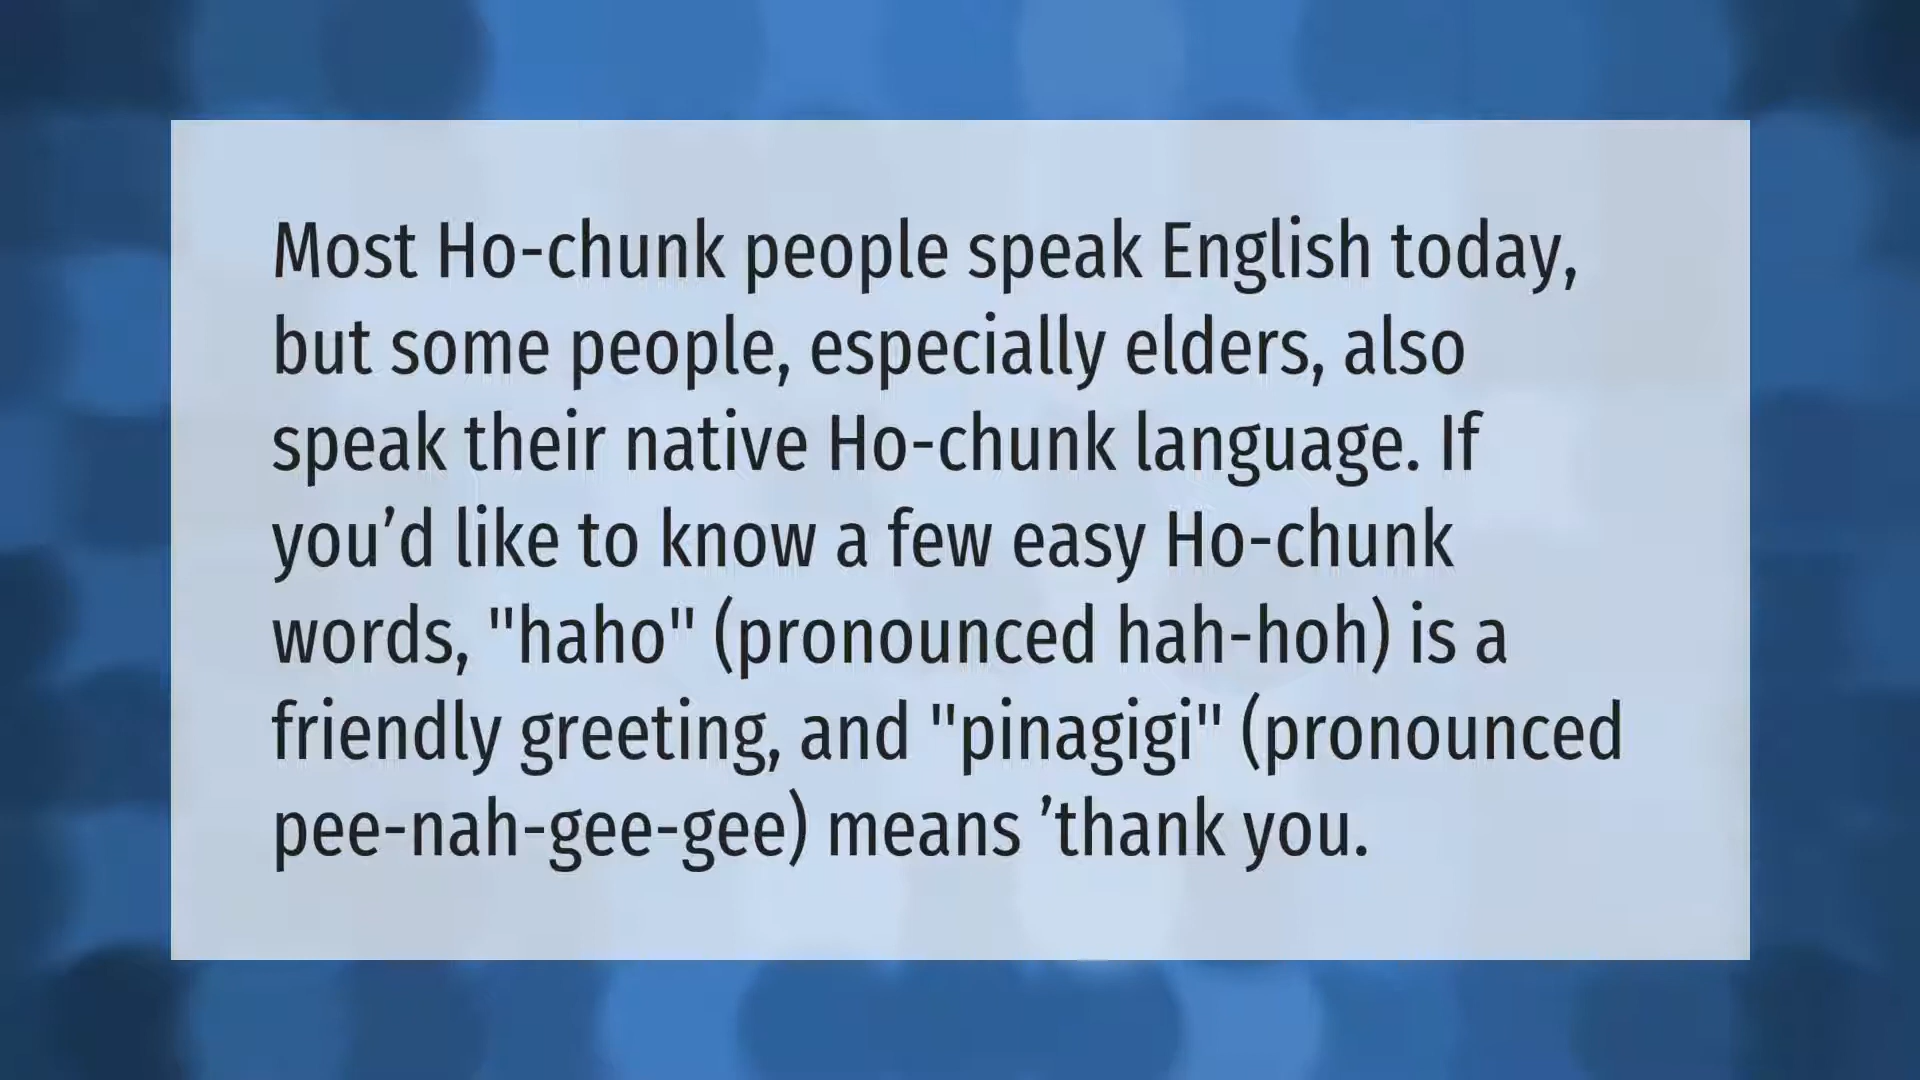 Most Ho-chunk people speak English today,
but some people, especially elders, also
speak their native Ho-chunk language. If
you’d like to know a few easy Ho-chunk
words, "haho" (pronounced hah-hoh) is a
friendly greeting, and "pinagigi" (pronounced
pee-nah-gee-gee) means ’thank you.